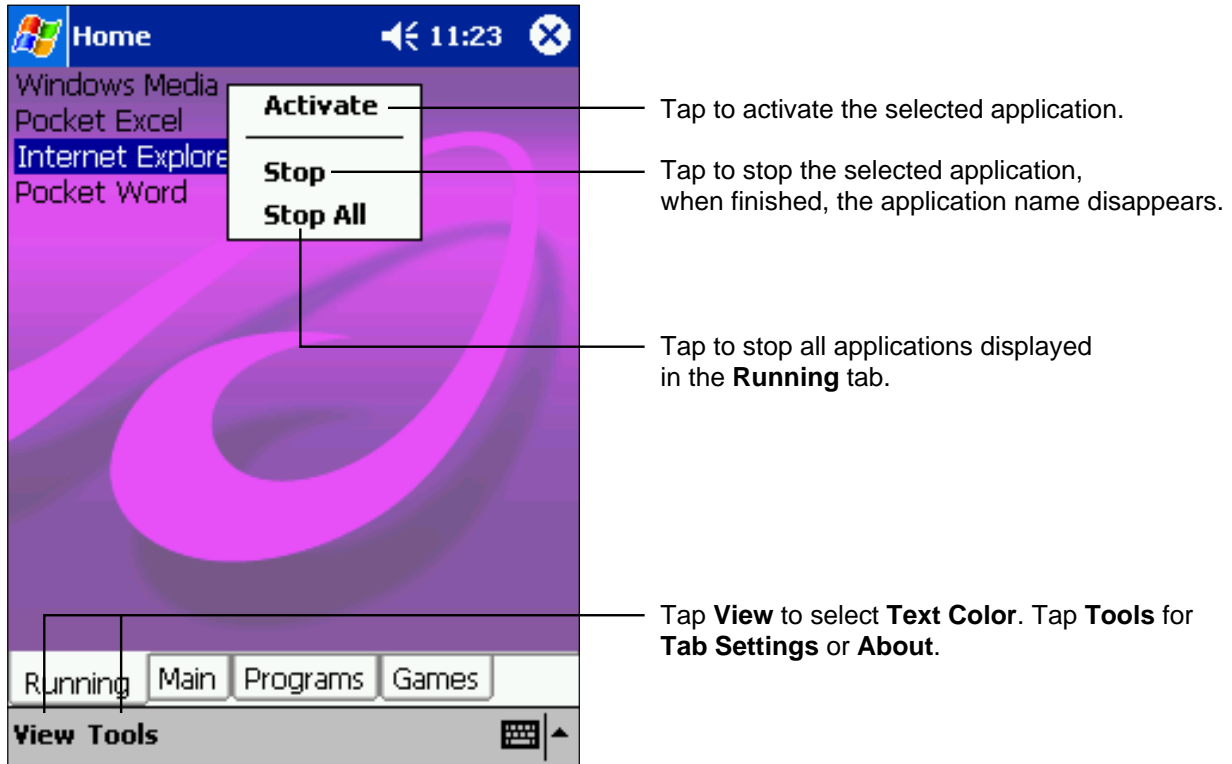 Home 11:23
Windows Media
Pocket Excel
Internet Explore
Pocket Word
Activate
Stop
Stop All
Tap to activate the selected application.
Tap to stop the selected application,
when finished, the application name disappears.
Tap to stop all applications displayed
in the Running tab.
Tap View to select Text Color. Tap Tools for
Tab Settings or About.
Running Main Programs Games
View Tools